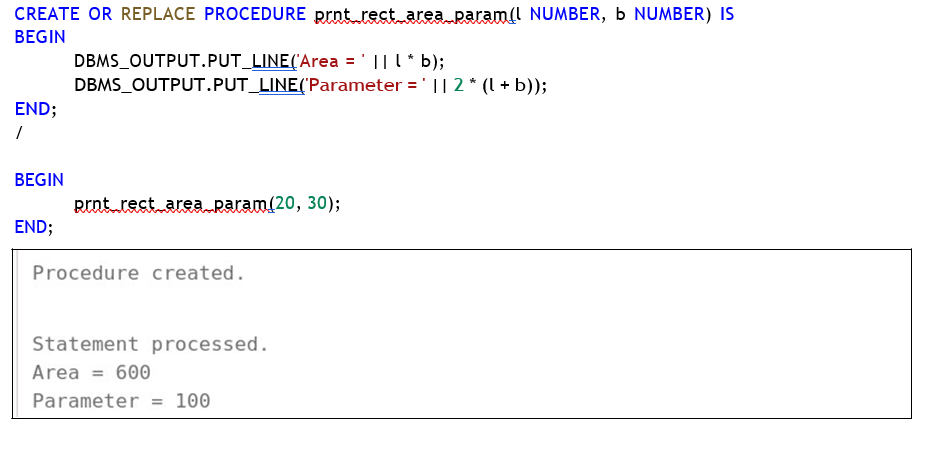 CREATE OR REPLACE PROCEDURE prnt_rect_area_param(l NUMBER, b NUMBER) IS
BEGIN
DBMS_OUTPUT.PUT_LINE('Area = ' || l * b);
DBMS_OUTPUT.PUT_LINE('Parameter = ' || 2 * (l + b));
END;
/
BEGIN
prnt_rect_area_param(20, 30);
END;
Procedure created.
Statement processed.
Area = 600
Parameter = 100